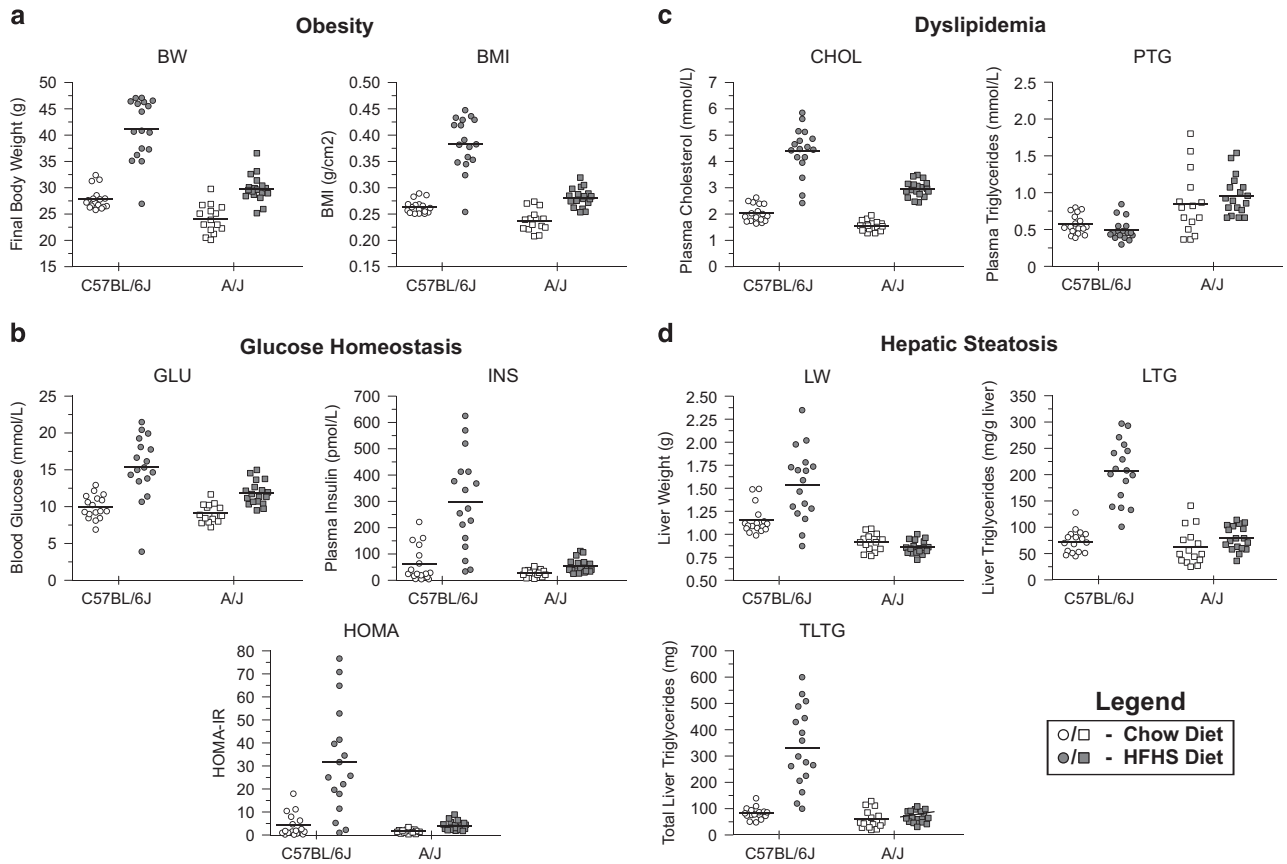 a
Obesity
BW
Final Body Weight (g)
50
45
40
35
30
25
20
15
C57BL/6J
A/J
BMI
BMI (g/cm2)
0.50
0.45
0.40
0.35
0.30
0.25
0.20
0.15
C57BL/6J
A/J
c
Dyslipidemia
CHOL
Plasma Cholesterol (mmol/L)
7
6
5
4
3
2
1
0
C57BL/6J
A/J
PTG
Plasma Triglycerides (mmol/L)
2.5
2.0
1.5
1.0
0.5
0
C57BL/6J
A/J
b
Glucose Homeostasis
GLU
Blood Glucose (mmol/L)
25
20
15
10
5
0
C57BL/6J
A/J
INS
Plasma Insulin (pmol/L)
700
600
500
400
300
200
100
0
C57BL/6J
A/J
HOMA
HOMA-IR
80
70
60
50
40
30
20
10
0
C57BL/6J
A/J
d
Hepatic Steatosis
LW
Liver Weight (g)
2.50
2.25
2.00
1.75
1.50
1.25
1.00
0.75
0.50
C57BL/6J
A/J
LTG
Liver Triglycerides (mg/g liver)
350
300
250
200
150
100
50
0
C57BL/6J
A/J
TLTG
Total Liver Triglycerides (mg)
700
600
500
400
300
200
100
0
C57BL/6J
A/J
Legend
/ - Chow Diet
/ - HFHS Diet